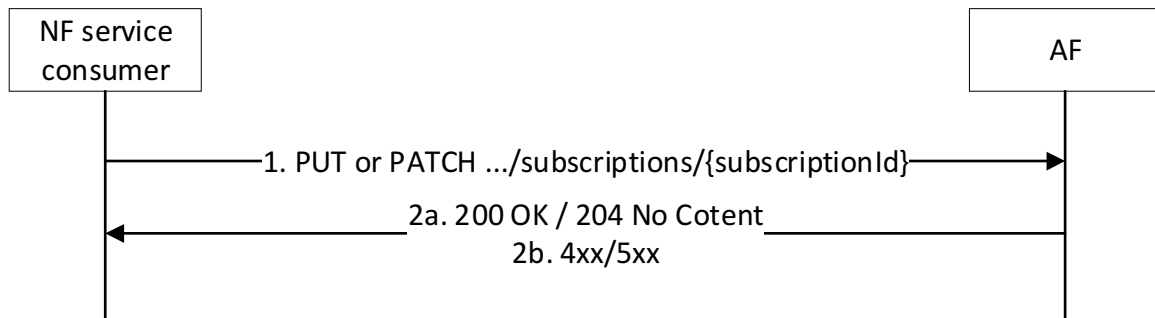 NF service
consumer
AF
1. PUT or PATCH .../subscriptions/{subscriptionId}
2a. 200 OK / 204 No Cotent
2b. 4xx/5xx